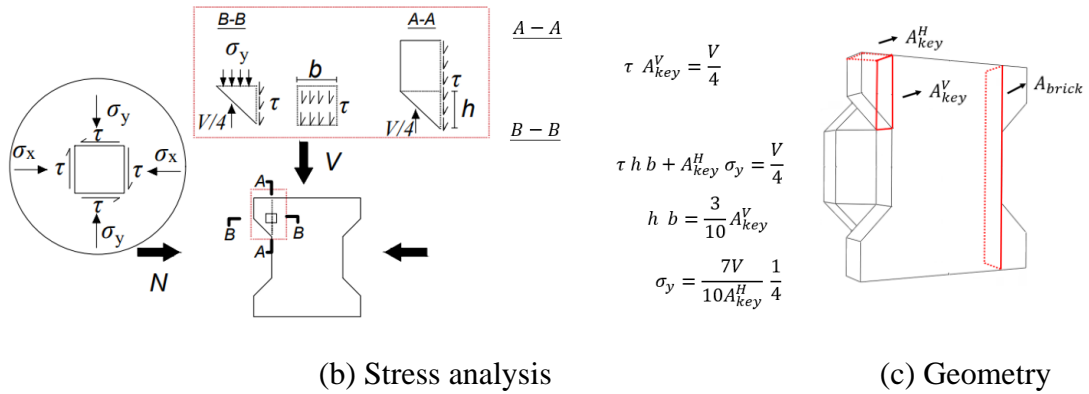 B-B
σy
b
τ
τ
V/4
A-A
τ
h
V/4
A − A
τ A^V_key = V/4
B − B
τ h b + A^H_key σy = V/4
h b = 3/10 A^V_key
σy = 7V/10A^H_key 1/4
σy
τ
σx
τ
τ
σx
τ
σy
N
V
A
B
B
A
A^H_key
A^V_key
A_brick
(b) Stress analysis
(c) Geometry